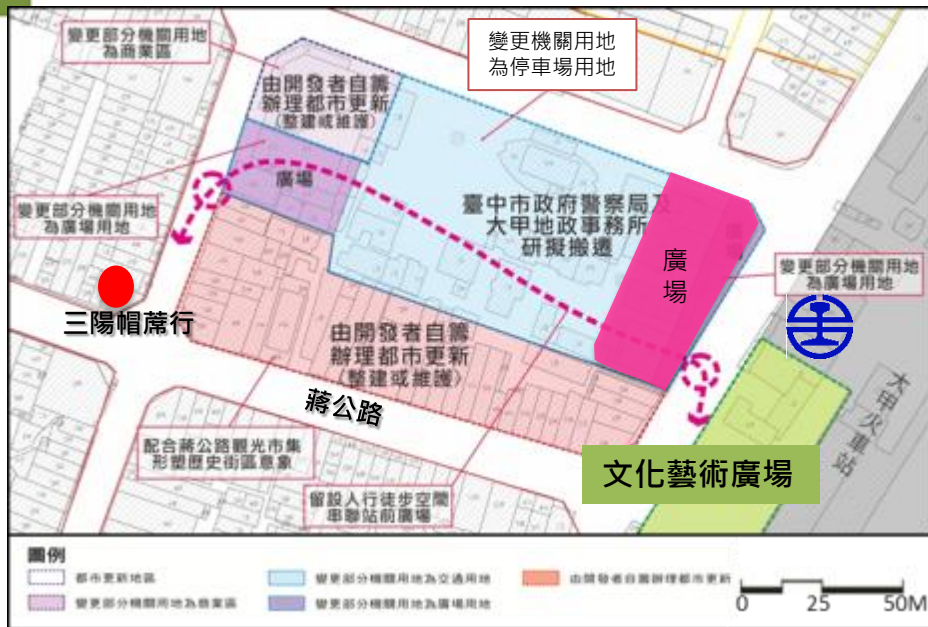 變更部分機關用地
為商業區
變更機關用地
為停車場用地
由開發者自籌
辦理都市更新
(整建或維護)
廣場
變更部分機關用地
為廣場用地
臺中市政府警察局及
大甲地政事務所
研擬搬遷
廣場
變更部分機關用地
為廣場用地
三陽帽蓆行
由開發者自籌
辦理都市更新
(整建或維護)
蔣公路
大甲火車站
配合蔣公路觀光市集
形塑歷史街區意象
留設人行徒步空間
串聯站前廣場
文化藝術廣場
圖例
都市更新地區
變更部分機關用地為交通用地
由開發者自籌辦理都市更新
變更部分機關用地為商業區
變更部分機關用地為廣場用地
0 25 50M